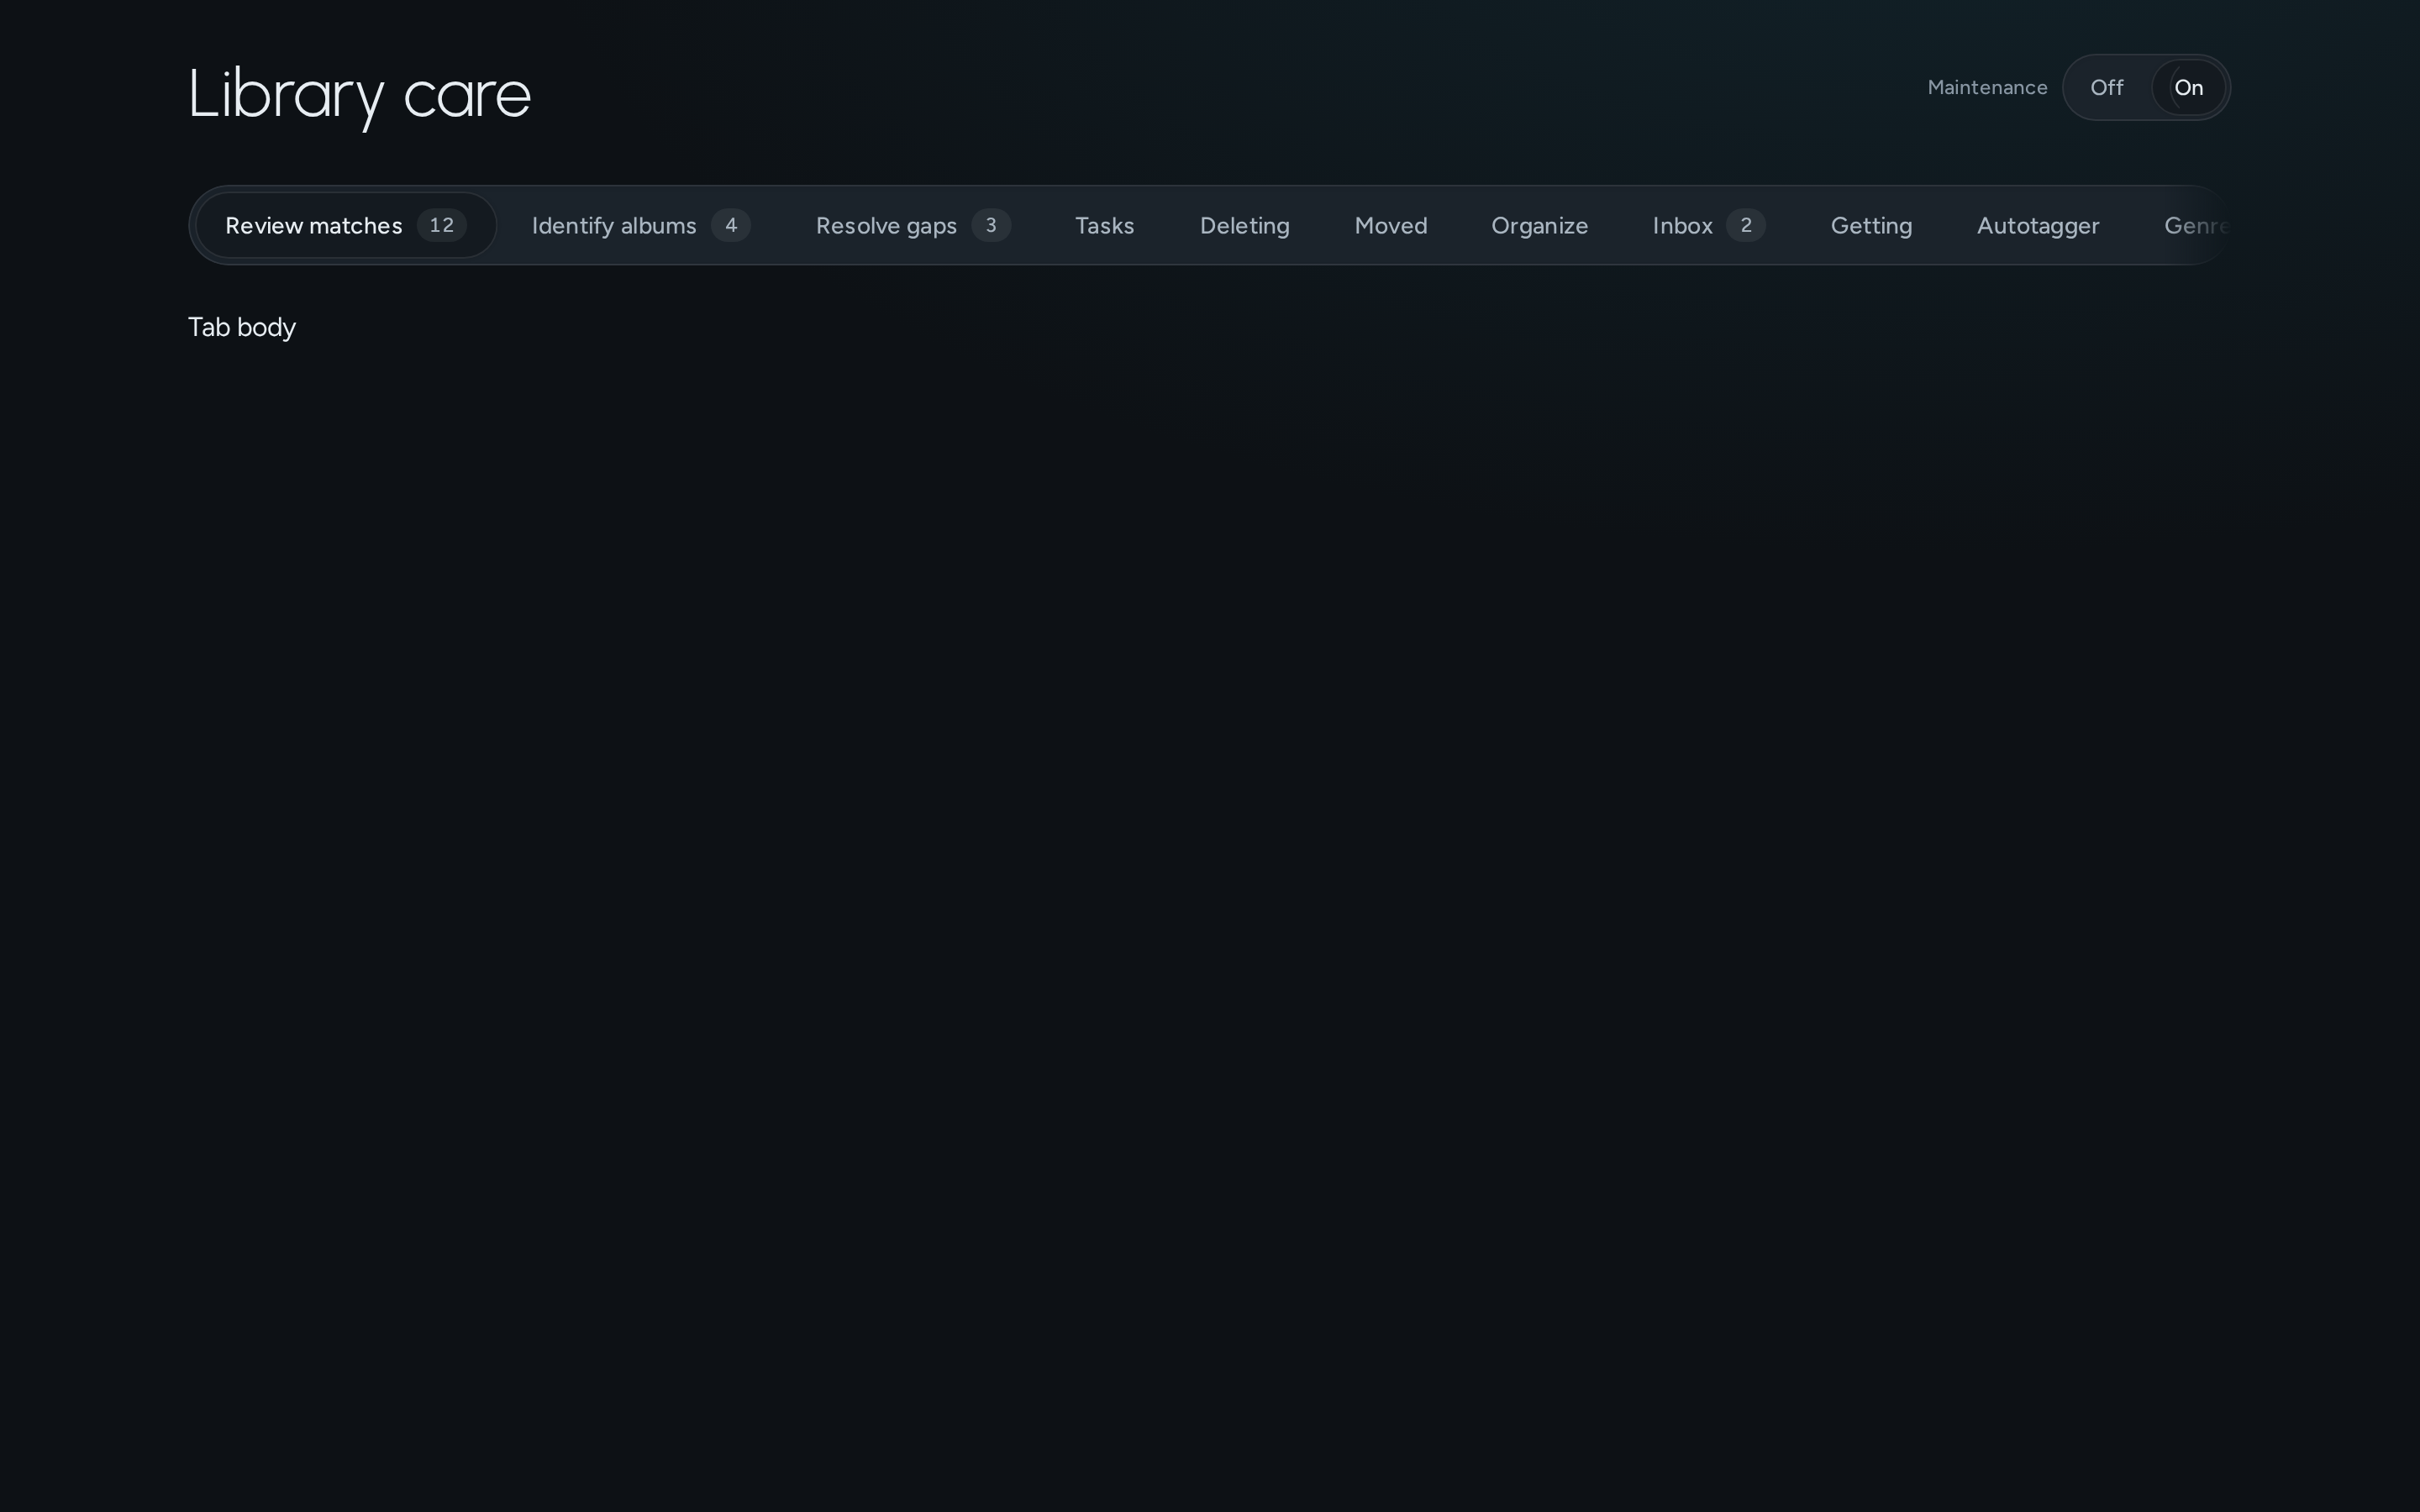 Library care
Maintenance Off On
Review matches 12 Identify albums 4 Resolve gaps 3 Tasks Deleting Moved Organize Inbox 2 Getting Autotagger Genre
Tab body